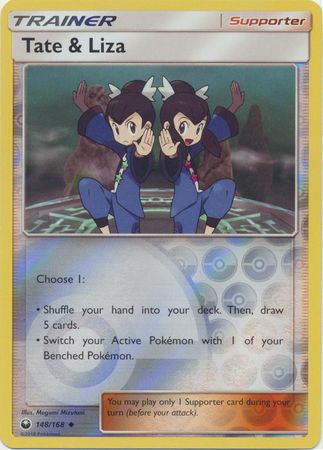 TRAINER Supporter
Tate & Liza
Choose 1:
• Shuffle your hand into your deck. Then, draw
5 cards.
• Switch your Active Pokémon with 1 of your
Benched Pokémon.
Illus. Megumi Mizutani
148/168
©2018 Pokémon
You may play only 1 Supporter card during your
turn (before your attack).